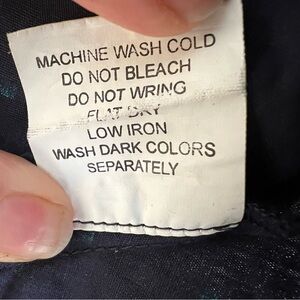 MACHINE WASH COLD
DO NOT BLEACH
DO NOT WRING
FLAT DRY
LOW IRON
WASH DARK COLORS
SEPARATELY